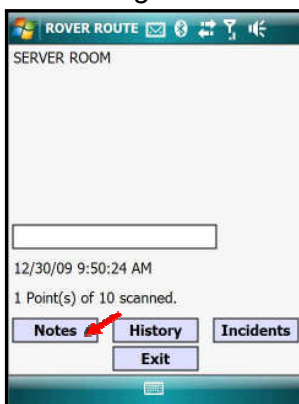 ROVER ROUTE
SERVER ROOM
12/30/09 9:50:24 AM
1 Point(s) of 10 scanned.
Notes History Incidents
Exit